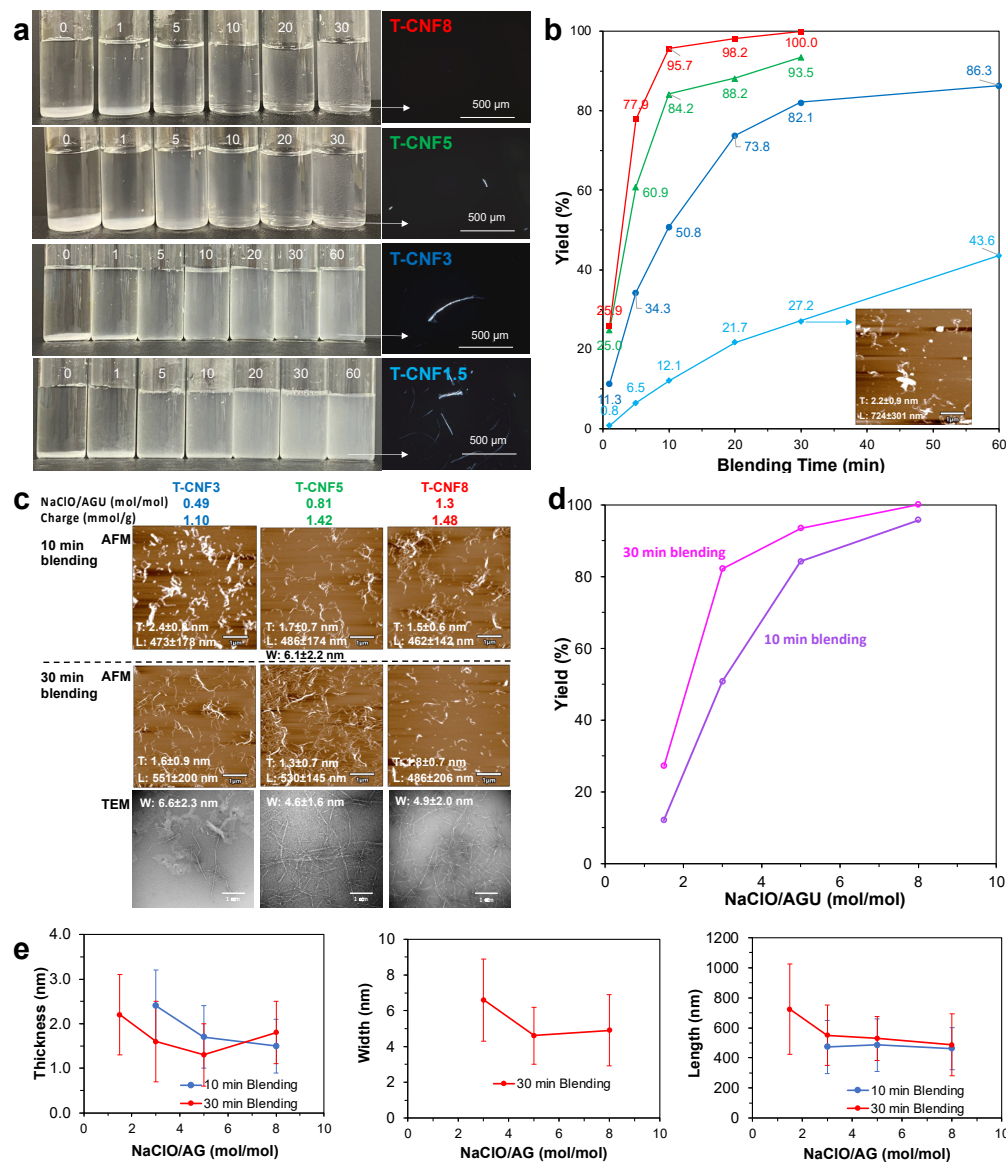 a
0 1 5 10 20 30
T-CNF8
500 µm
0 1 5 10 20 30
T-CNF5
500 µm
0 1 5 10 20 30 60
T-CNF3
500 µm
0 1 5 10 20 30 60
T-CNF1.5
500 µm
b
Yield (%)
100
80
60
40
20
0
0 10 20 30 40 50 60
Blending Time (min)
25.9
77.9
95.7
98.2
100.0
25.0
60.9
84.2
88.2
93.5
11.3
34.3
50.8
73.8
82.1
86.3
0.8
6.5
12.1
21.7
27.2
43.6
T: 2.2±0.9 nm
L: 724±301 nm
1µm
c
T-CNF3 T-CNF5 T-CNF8
NaClO/AGU (mol/mol) 0.49 0.81 1.3
Charge (mmol/g) 1.10 1.42 1.48
10 min
blending
AFM
T: 2.4±0.8 nm
L: 473±178 nm
1µm
T: 1.7±0.7 nm
L: 486±174 nm
1µm
W: 6.1±2.2 nm
T: 1.5±0.6 nm
L: 462±142 nm
1µm
30 min
blending
AFM
T: 1.6±0.9 nm
L: 551±200 nm
1µm
T: 1.3±0.7 nm
L: 530±145 nm
1µm
T: 1.8±0.7 nm
L: 486±206 nm
1µm
TEM
W: 6.6±2.3 nm
W: 4.6±1.6 nm
W: 4.9±2.0 nm
d
Yield (%)
100
80
60
40
20
0
0 2 4 6 8 10
NaClO/AGU (mol/mol)
30 min blending
10 min blending
e
Thickness (nm)
4.0
3.0
2.0
1.0
0.0
0 2 4 6 8 10
NaClO/AG (mol/mol)
10 min Blending
30 min Blending
Width (nm)
10
8
6
4
2
0
0 2 4 6 8 10
NaClO/AG (mol/mol)
30 min Blending
Length (nm)
1200
1000
800
600
400
200
0
0 2 4 6 8 10
NaClO/AG (mol/mol)
10 min Blending
30 min Blending